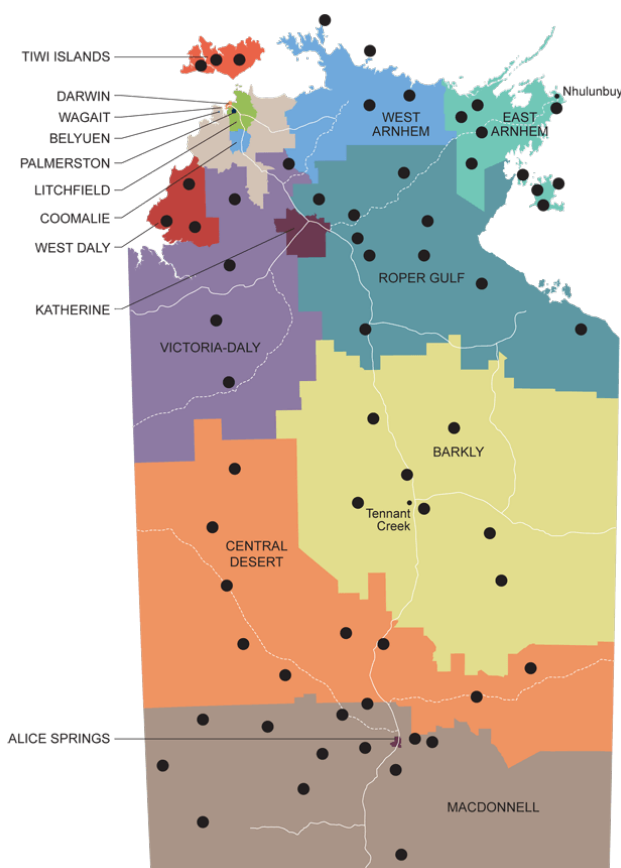 TIWI ISLANDS
DARWIN
WAGAIT
BELYUEN
PALMERSTON
LITCHFIELD
COOMALIE
WEST DALY
KATHERINE
Nhulunbuy
WEST
ARNHEM
EAST
ARNHEM
ROPER GULF
VICTORIA-DALY
BARKLY
Tennant
Creek
CENTRAL
DESERT
ALICE SPRINGS
MACDONNELL